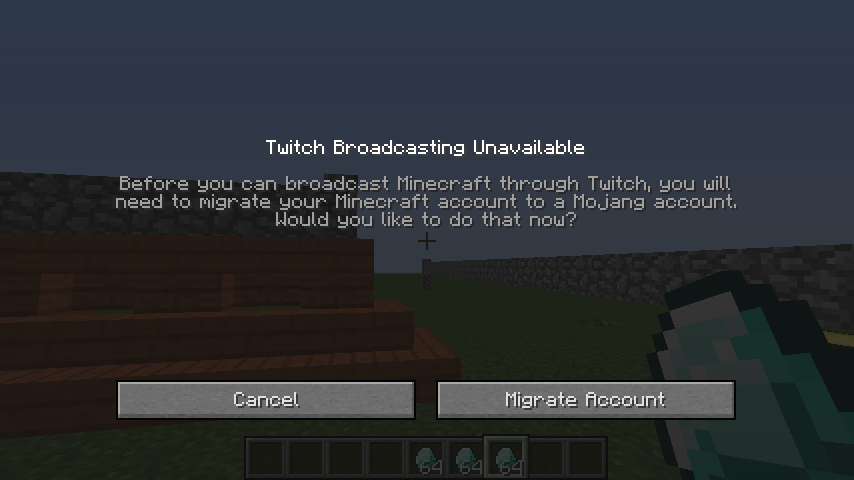 Twitch Broadcasting Unavailable
Before you can broadcast Minecraft through Twitch, you will
need to migrate your Minecraft account to a Mojang account.
Would you like to do that now?
Cancel
Migrate Account
64
64
64